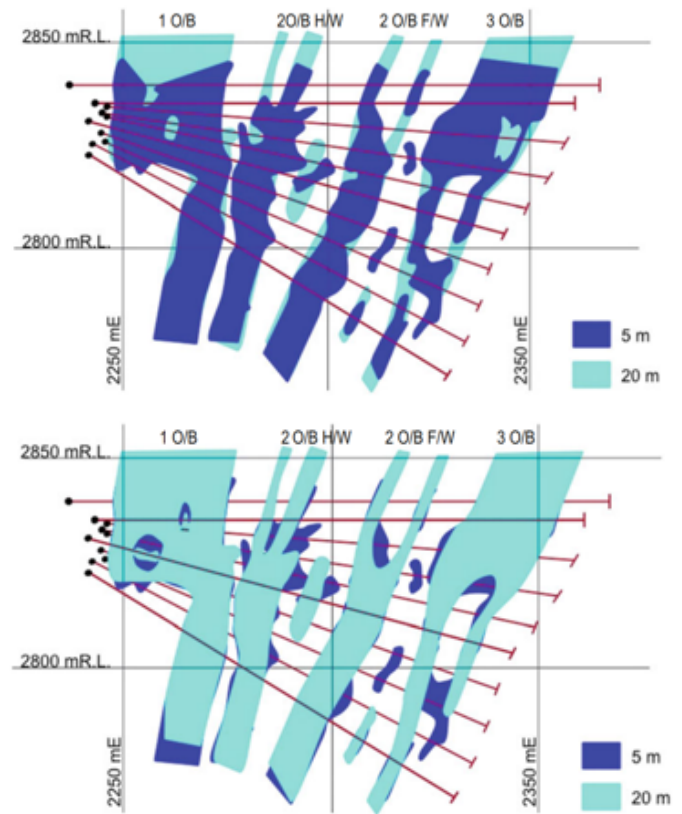 1 O/B 2O/B H/W 2 O/B F/W 3 O/B
2850 mR.L.
2800 mR.L.
2250 mE
2350 mE
5 m
20 m
1 O/B 2 O/B H/W 2 O/B F/W 3 O/B
2850 mR.L.
2800 mR.L.
2250 mE
2350 mE
5 m
20 m